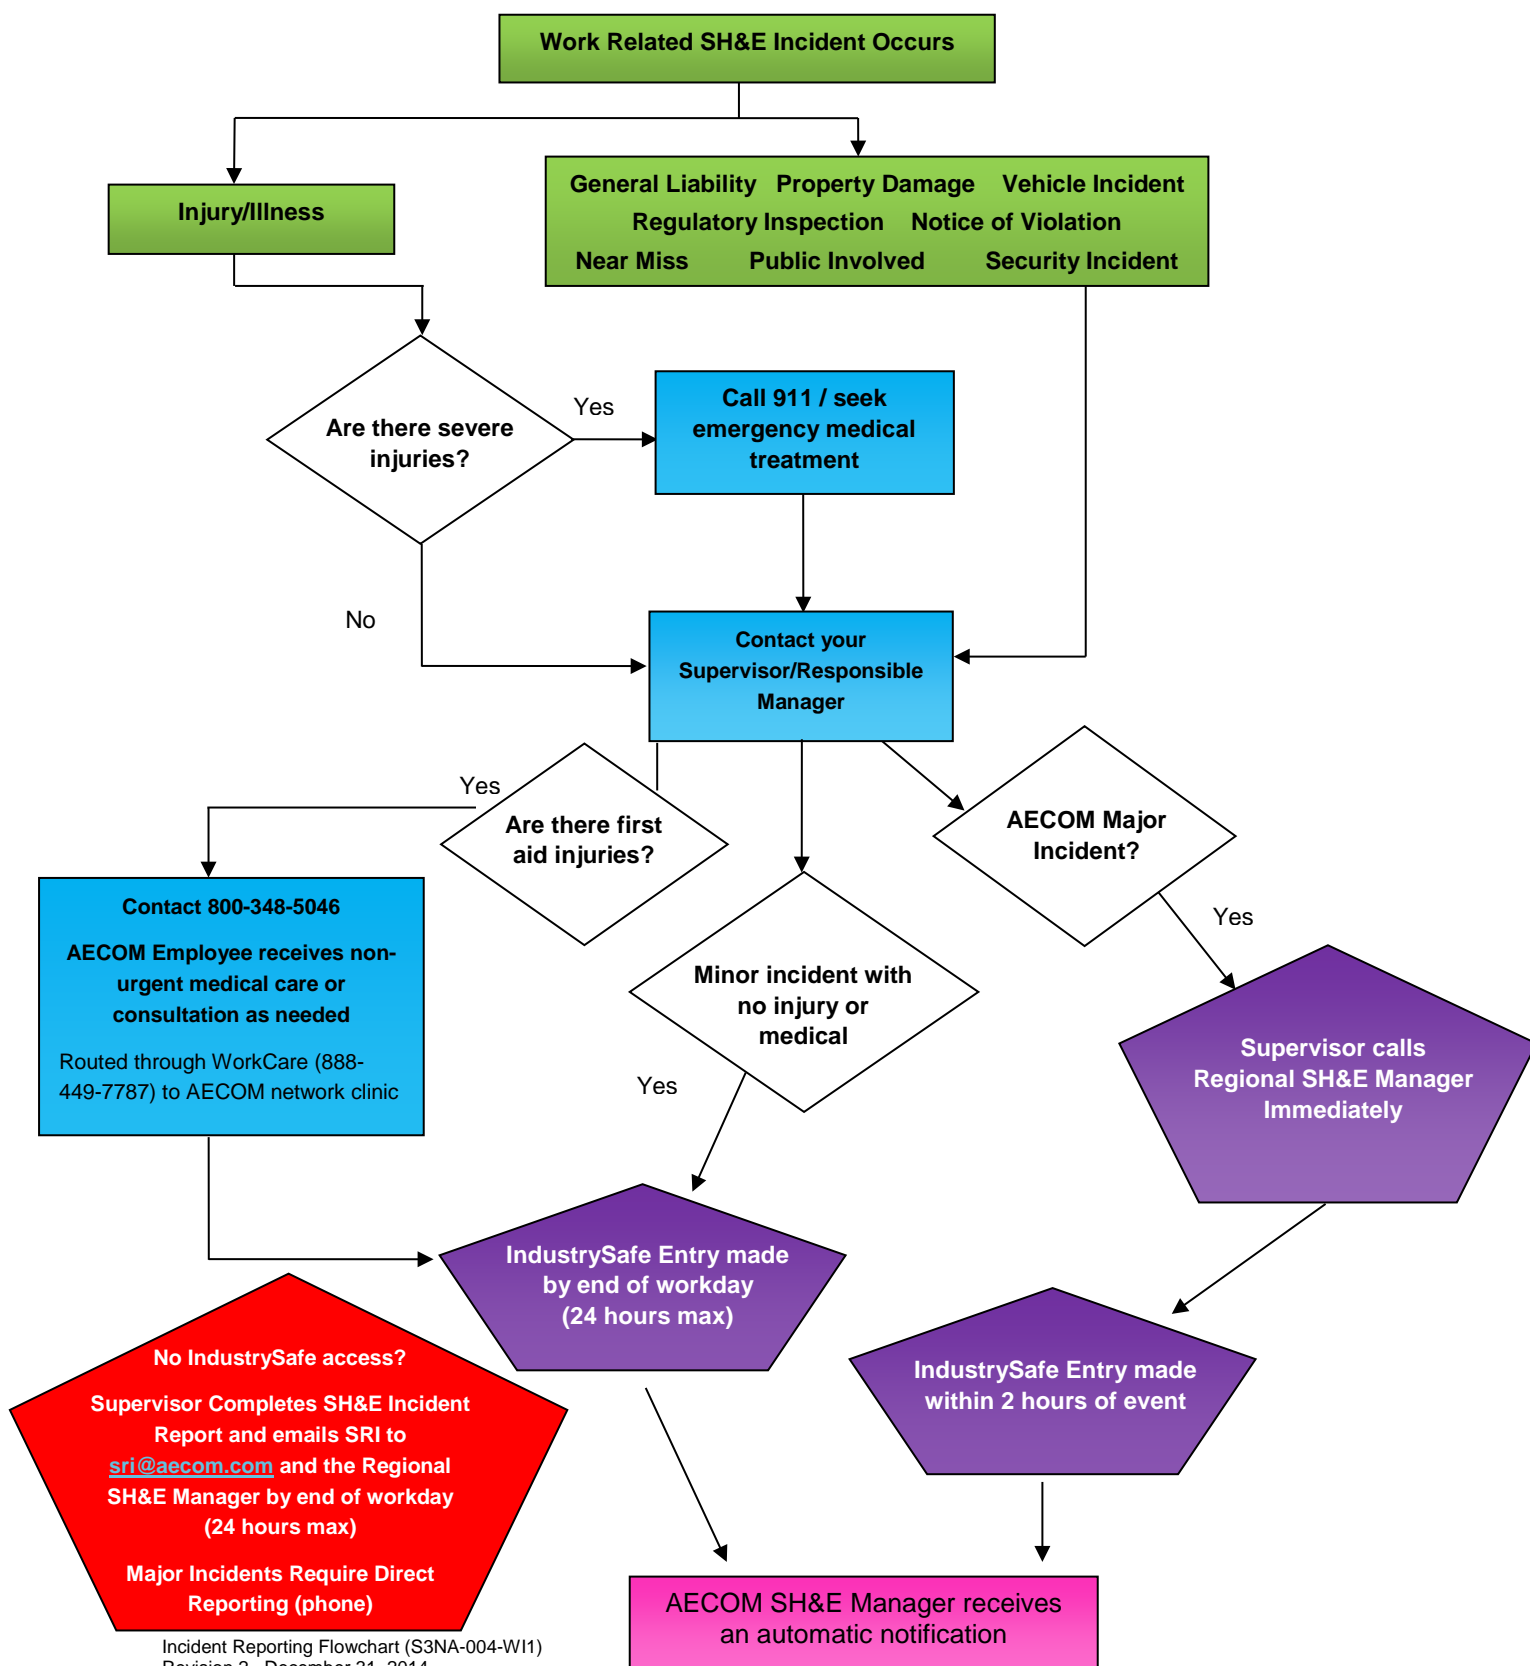 Work Related SH&E Incident Occurs
Injury/Illness
General Liability Property Damage Vehicle Incident
Regulatory Inspection Notice of Violation
Near Miss Public Involved Security Incident
Are there severe
injuries?
Yes
Call 911 / seek
emergency medical
treatment
No
Contact your
Supervisor/Responsible
Manager
Yes
Are there first
aid injuries?
AECOM Major
Incident?
Yes
Contact 800-348-5046
AECOM Employee receives non-
urgent medical care or
consultation as needed
Routed through WorkCare (888-
449-7787) to AECOM network clinic
Minor incident with
no injury or
medical
Yes
Supervisor calls
Regional SH&E Manager
Immediately
IndustrySafe Entry made
by end of workday
(24 hours max)
IndustrySafe Entry made
within 2 hours of event
No IndustrySafe access?
Supervisor Completes SH&E Incident
Report and emails SRI to
sri@aecom.com and the Regional
SH&E Manager by end of workday
(24 hours max)
Major Incidents Require Direct
Reporting (phone)
AECOM SH&E Manager receives
an automatic notification
Incident Reporting Flowchart (S3NA-004-WI1)
December 31, 2014